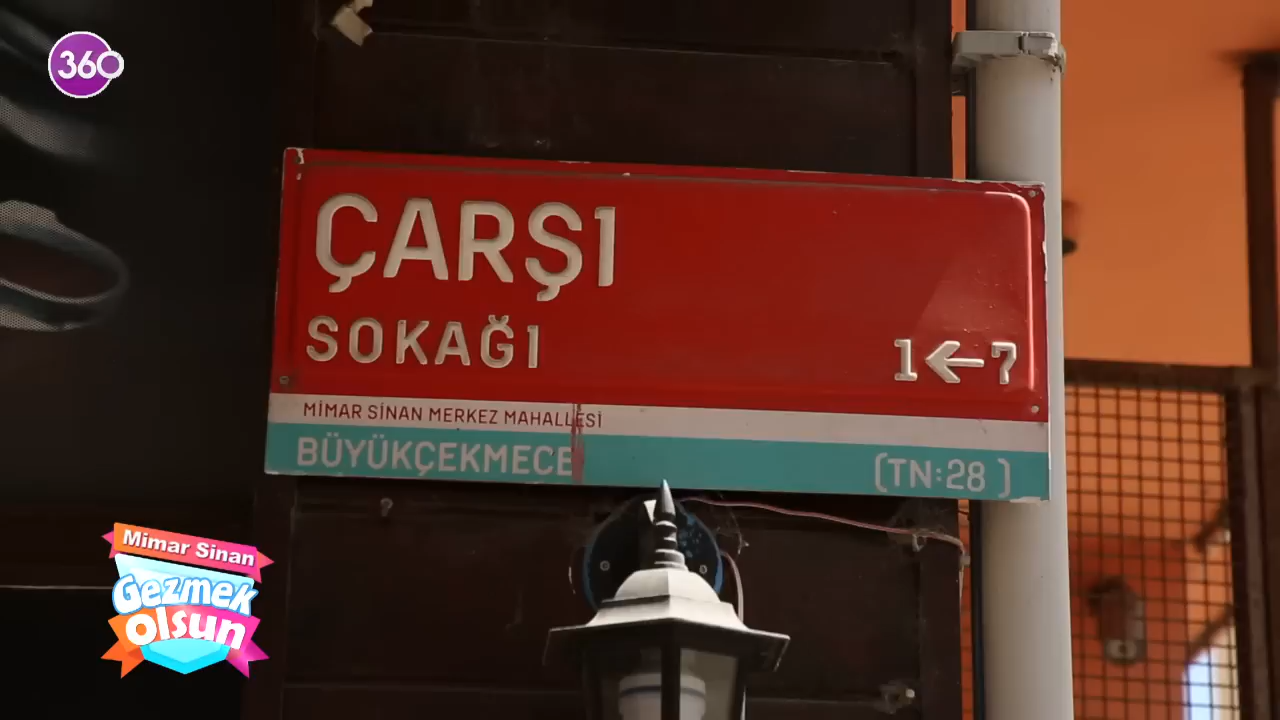 360
ÇARŞI
SOKAĞI
1←7
MİMAR SİNAN MERKEZ MAHALLESİ
BÜYÜKÇEKMECE
(TN:28 )
Mimar Sinan
Gezmek
olsun